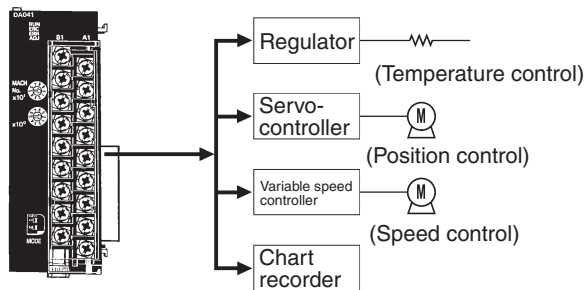 DA041
RUN
ERC
ERH
ADJ
B1 A1
MACH
No.
x10¹
x10⁰
MODE
Regulator
(Temperature control)
Servo-
controller
M
(Position control)
Variable speed
controller
M
(Speed control)
Chart
recorder